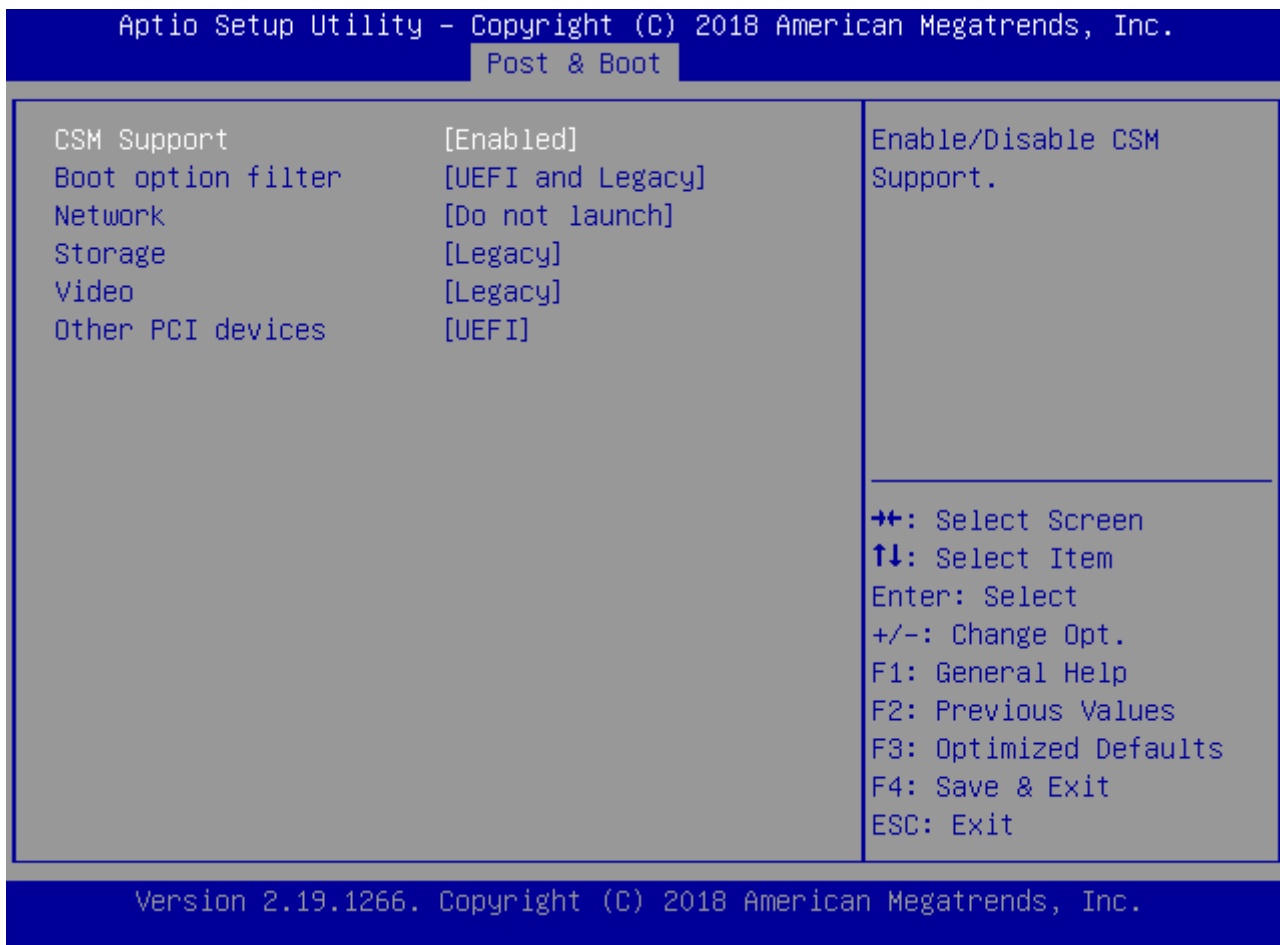 Aptio Setup Utility – Copyright (C) 2018 American Megatrends, Inc.
Post & Boot
CSM Support [Enabled]
Boot option filter [UEFI and Legacy]
Network [Do not launch]
Storage [Legacy]
Video [Legacy]
Other PCI devices [UEFI]
Enable/Disable CSM
Support.
→←: Select Screen
↑↓: Select Item
Enter: Select
+/-: Change Opt.
F1: General Help
F2: Previous Values
F3: Optimized Defaults
F4: Save & Exit
ESC: Exit
Version 2.19.1266. Copyright (C) 2018 American Megatrends, Inc.